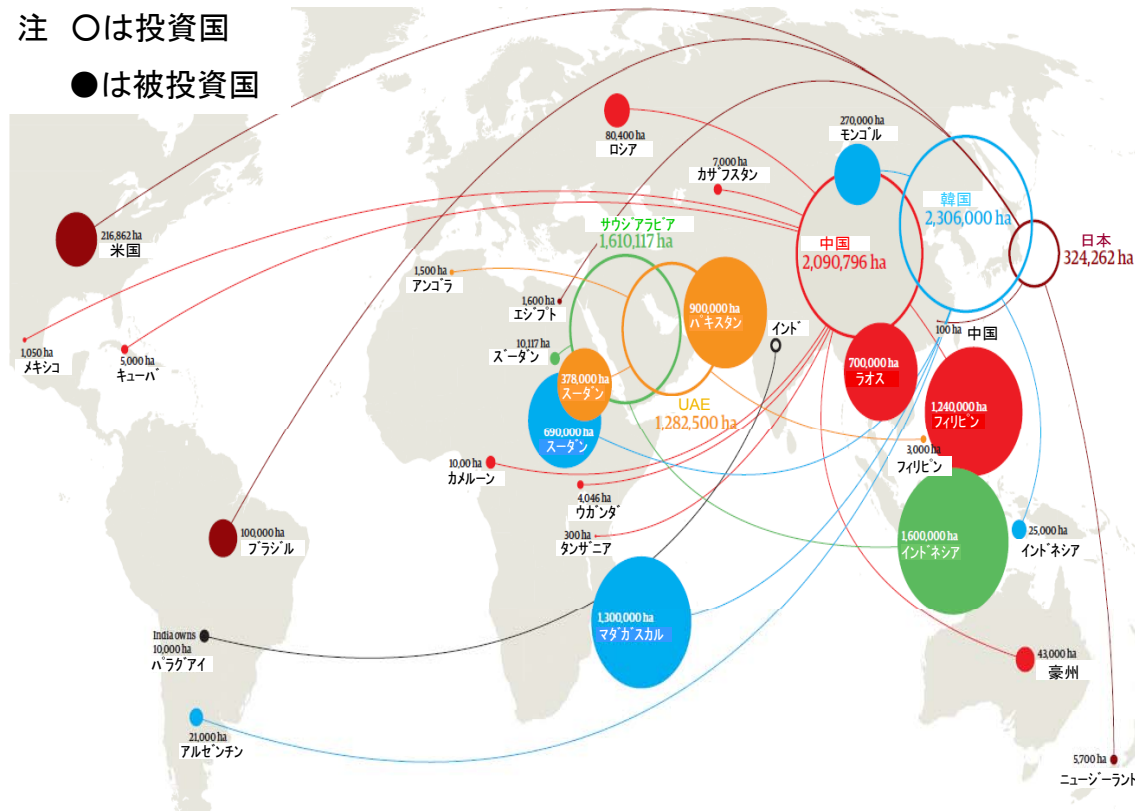 注 ○は投資国
●は被投資国
80,400 ha
ロシア
270,000 ha
モンゴル
7,000 ha
カザフスタン
韓国
2,306,000 ha
サウジアラビア
1,610,117 ha
中国
2,090,796 ha
日本
324,262 ha
216,862 ha
米国
1,500 ha
アンゴラ
1,600 ha
エジプト
900,000 ha
パキスタン
インド
100 ha
中国
1,050 ha
メキシコ
5,000 ha
キューバ
10,117 ha
スーダン
378,000 ha
スーダン
700,000 ha
ラオス
UAE
1,282,500 ha
1,240,000 ha
フィリピン
690,000 ha
スーダン
3,000 ha
フィリピン
10,00 ha
カメルーン
4,046 ha
ウガンダ
300 ha
タンザニア
100,000 ha
ブラジル
1,600,000 ha
インドネシア
25,000 ha
インドネシア
1,300,000 ha
マダガスカル
India owns
10,000 ha
パラグアイ
43,000 ha
豪州
21,000 ha
アルゼンチン
5,700 ha
ニュージーランド